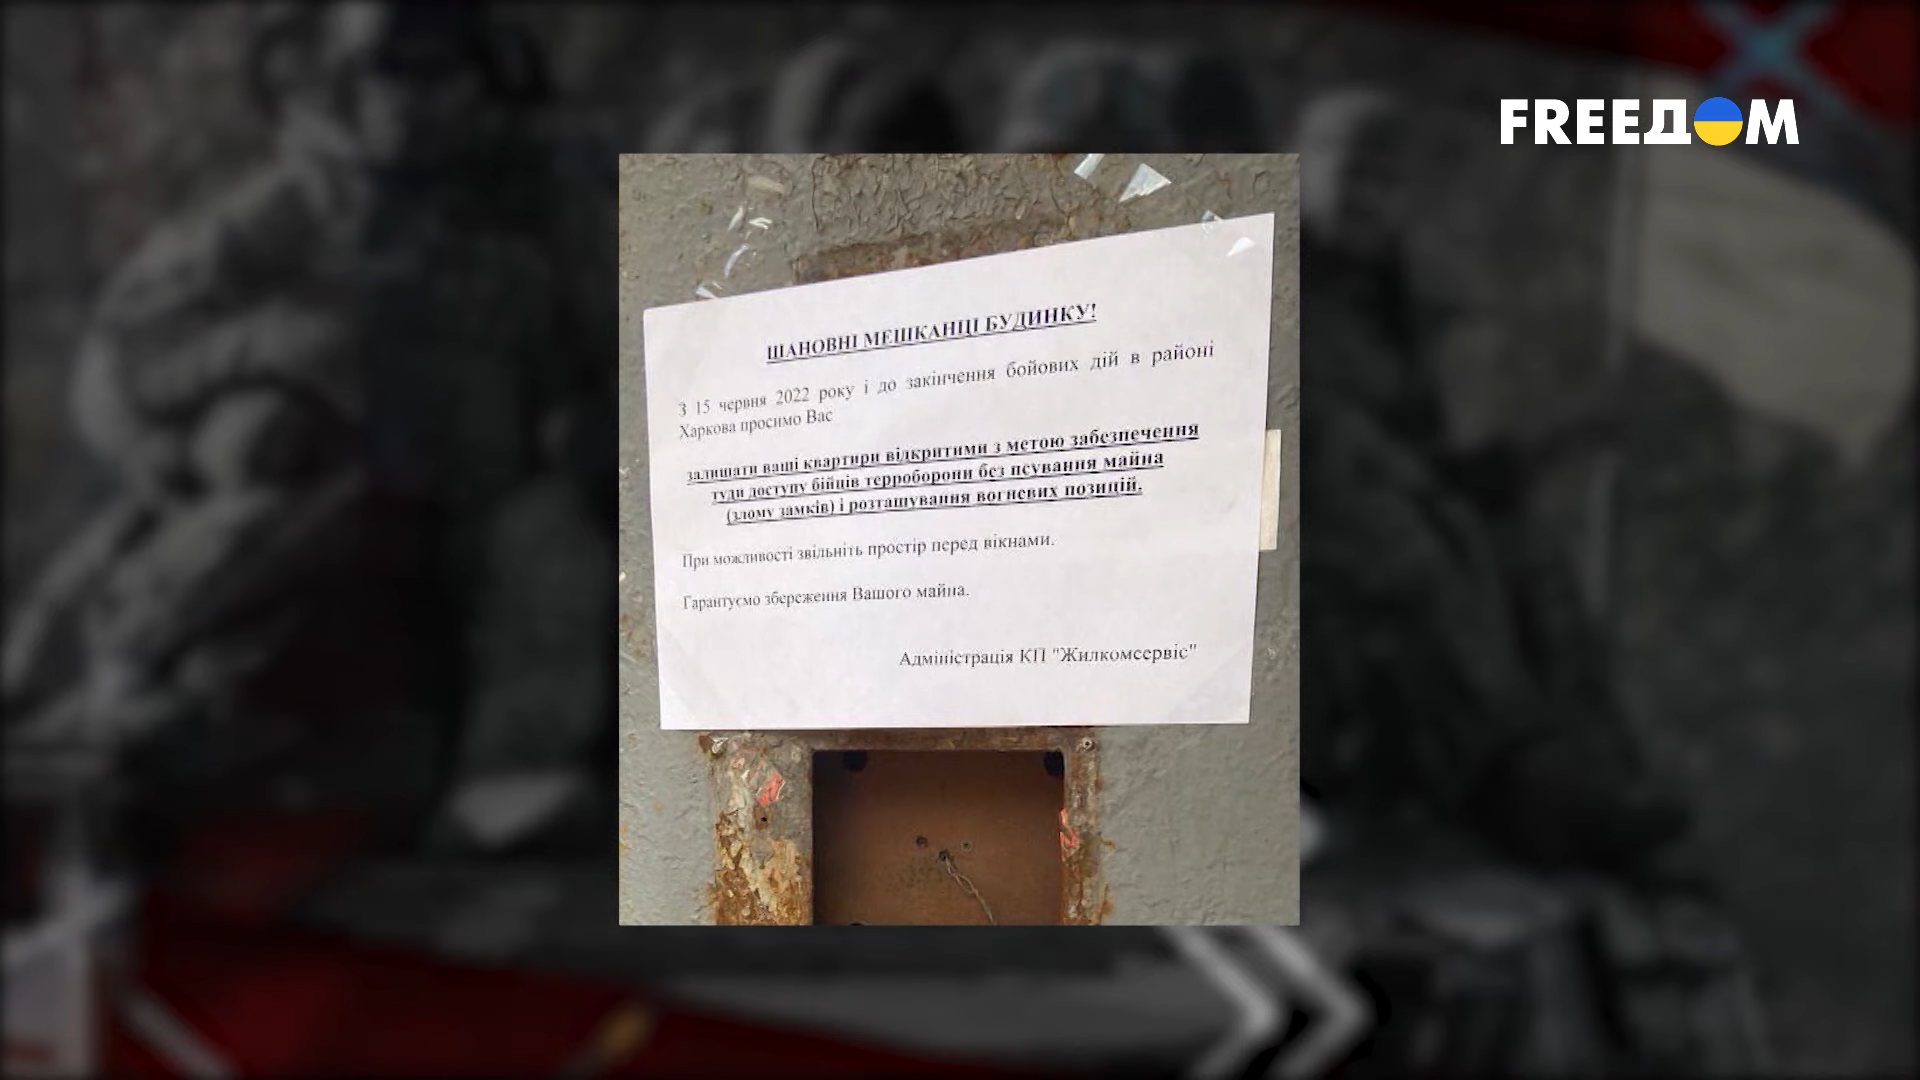 FREEДОМ
ШАНОВНІ МЕШКАНЦІ БУДИНКУ!
З 15 червня 2022 року і до закінчення бойових дій в районі
Харкова просимо Вас
залишати ваші квартири відкритими з метою забезпечення
туди доступу бійців терроборони без псування майна
(злому замків) і розташування вогневих позицій.
При можливості звільніть простір перед вікнами.
Гарантуємо збереження Вашого майна.
Адміністрація КП "Жилкомсервіс"